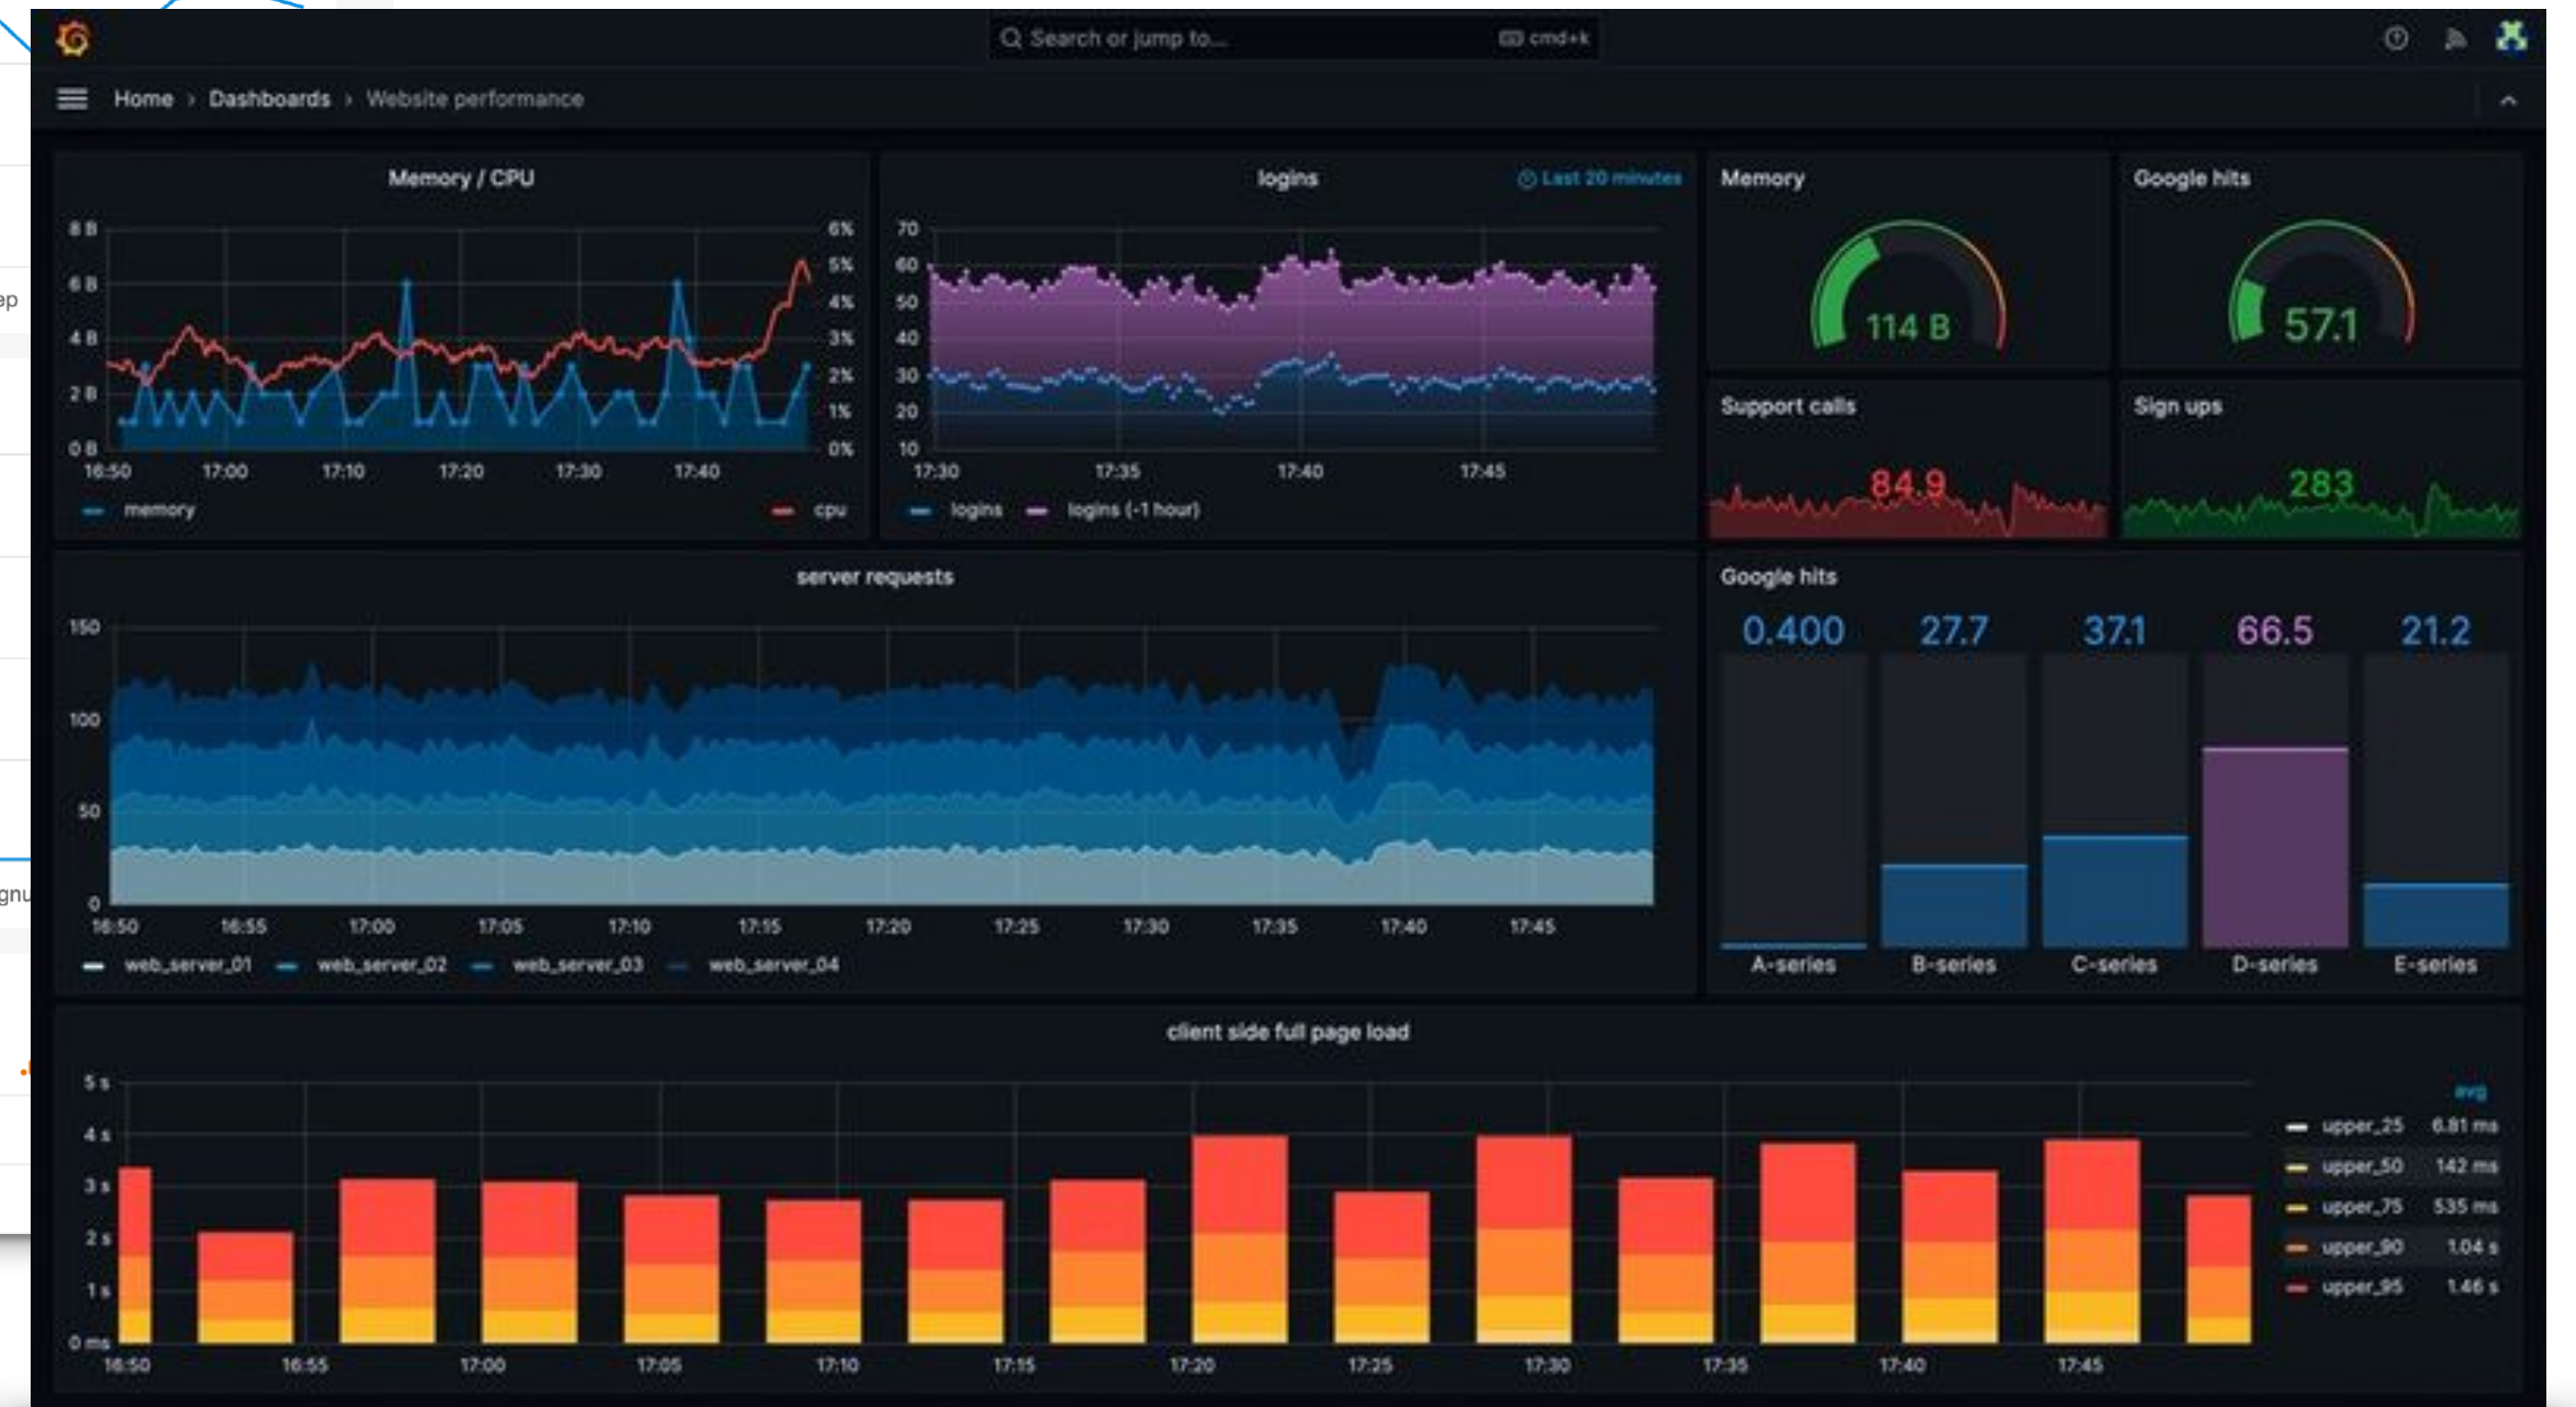 Search or jump to... cmd+k
Home › Dashboards › Website performance
ep
gnu
Memory / CPU
8 B
6 B
4 B
2 B
0 B
6%
5%
4%
3%
2%
1%
0%
16:50 17:00 17:10 17:20 17:30 17:40
memory cpu
logins Last 20 minutes
70
60
50
40
30
20
10
17:30 17:35 17:40 17:45
logins logins (-1 hour)
Memory
114 B
Google hits
57.1
Support calls
84.9
Sign ups
283
server requests
150
100
50
0
16:50 16:55 17:00 17:05 17:10 17:15 17:20 17:25 17:30 17:35 17:40 17:45
web_server_01 web_server_02 web_server_03 web_server_04
Google hits
0.400 27.7 37.1 66.5 21.2
A-series B-series C-series D-series E-series
client side full page load
5 s
4 s
3 s
2 s
1 s
0 ms
16:50 16:55 17:00 17:05 17:10 17:15 17:20 17:25 17:30 17:35 17:40 17:45
avg
upper_25 6.81 ms
upper_50 142 ms
upper_75 535 ms
upper_90 1.04 s
upper_95 1.46 s